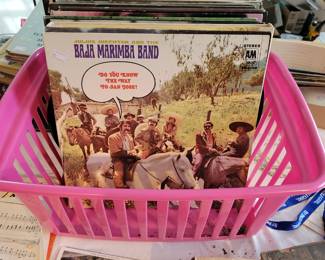 JULIUS WECHTER AND THE
BAJA MARIMBA BAND
STEREO
A&M
DO YOU KNOW
THE WAY
TO SAN JOSE?